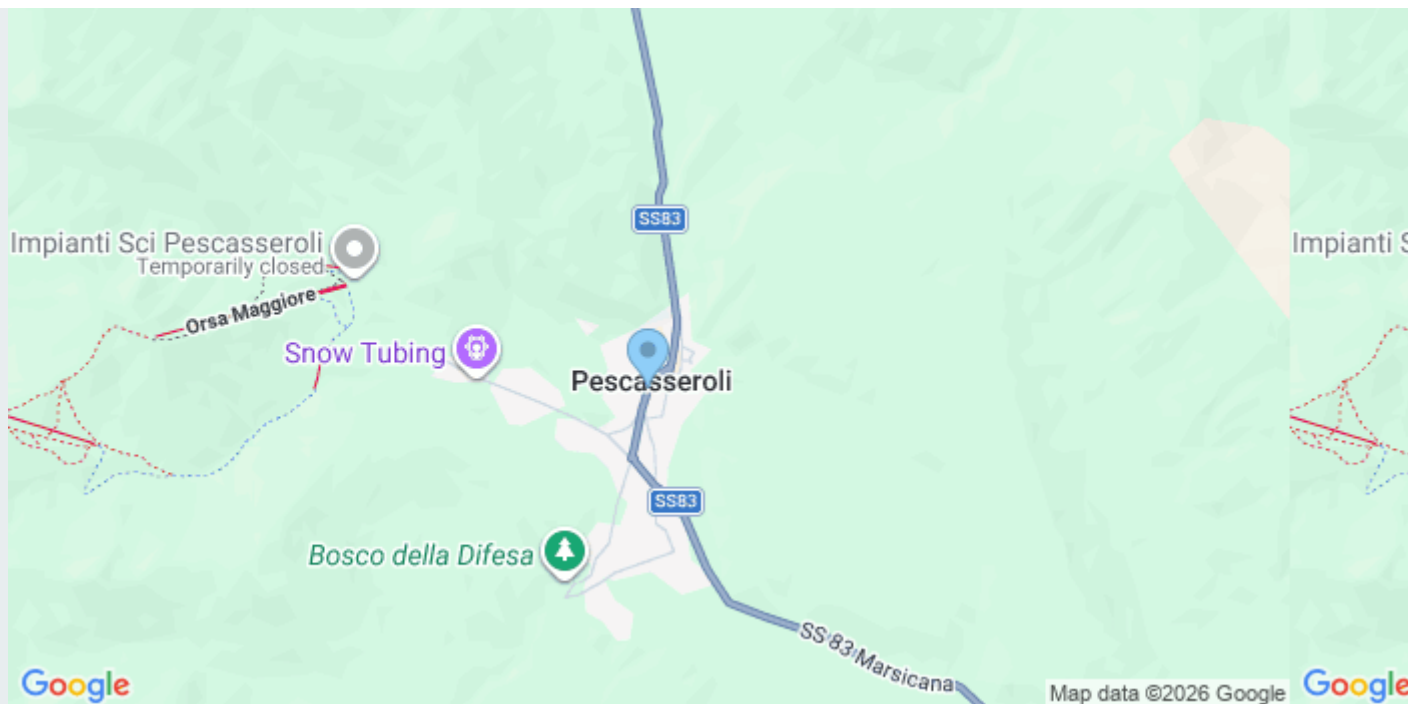 SS83
Impianti Sci Pescasseroli
Temporarily closed
Orsa Maggiore
Snow Tubing
Pescasseroli
SS83
Bosco della Difesa
SS 83 Marsicana
Google
Map data ©2026 Google
Impianti S
Google